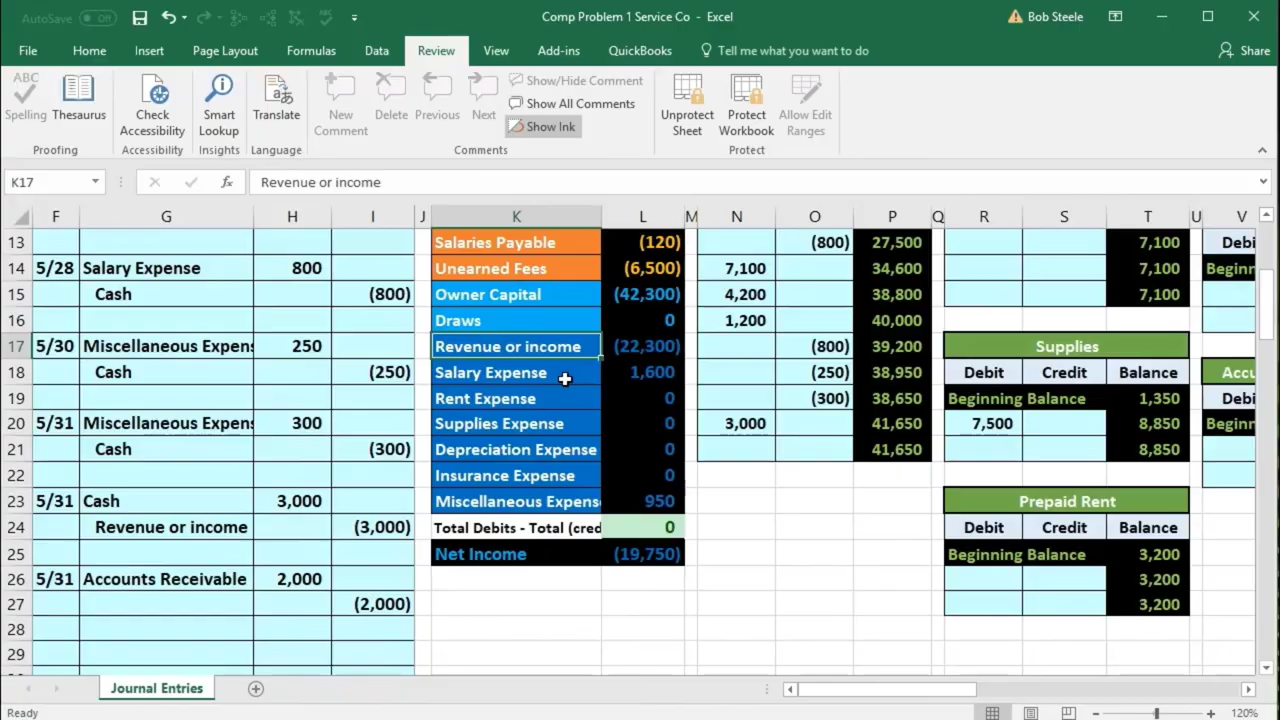 AutoSave Off Comp Problem 1 Service Co - Excel Bob Steele
File Home Insert Page Layout Formulas Data Review View Add-ins QuickBooks Tell me what you want to do Share
ABC
Spelling Thesaurus Check Accessibility Smart Lookup Translate New Comment Delete Previous Next Show/Hide Comment Show All Comments Show Ink Unprotect Sheet Protect Workbook Allow Edit Ranges
Proofing Accessibility Insights Language Comments Protect
K17 fx Revenue or income
F G H I J K L M N O P Q R S T U V
13 Salaries Payable (120) (800) 27,500 7,100 Debi
14 5/28 Salary Expense 800 Unearned Fees (6,500) 7,100 34,600 7,100 Beginn
15 Cash (800) Owner Capital (42,300) 4,200 38,800 7,100
16 Draws 0 1,200 40,000
17 5/30 Miscellaneous Expens 250 Revenue or income (22,300) (800) 39,200 Supplies
18 Cash (250) Salary Expense 1,600 (250) 38,950 Debit Credit Balance Accu
19 Rent Expense 0 (300) 38,650 Beginning Balance 1,350 Debi
20 5/31 Miscellaneous Expens 300 Supplies Expense 0 3,000 41,650 7,500 8,850 Beginn
21 Cash (300) Depreciation Expense 0 41,650 8,850
22 Insurance Expense 0
23 5/31 Cash 3,000 Miscellaneous Expens 950 Prepaid Rent
24 Revenue or income (3,000) Total Debits - Total (cred 0 Debit Credit Balance
25 Net Income (19,750) Beginning Balance 3,200
26 5/31 Accounts Receivable 2,000 3,200
27 (2,000) 3,200
28
29
Journal Entries
Ready 120%